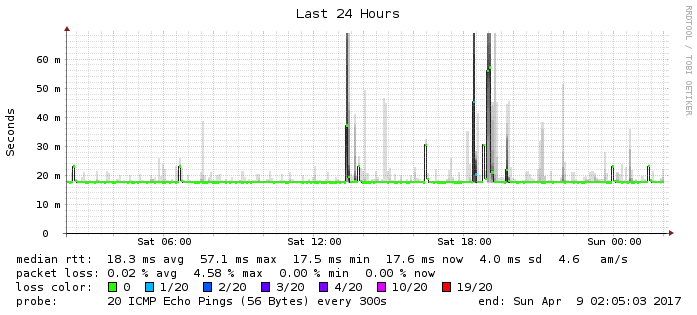 Last 24 Hours
RRDTOOL / TOBI OETIKER
Seconds
60 m
50 m
40 m
30 m
20 m
10 m
0
Sat 06:00 Sat 12:00 Sat 18:00 Sun 00:00
median rtt: 18.3 ms avg 57.1 ms max 17.5 ms min 17.6 ms now 4.0 ms sd 4.6 am/s
packet loss: 0.02 % avg 4.58 % max 0.00 % min 0.00 % now
loss color: 0 1/20 2/20 3/20 4/20 10/20 19/20
probe: 20 ICMP Echo Pings (56 Bytes) every 300s end: Sun Apr 9 02:05:03 2017